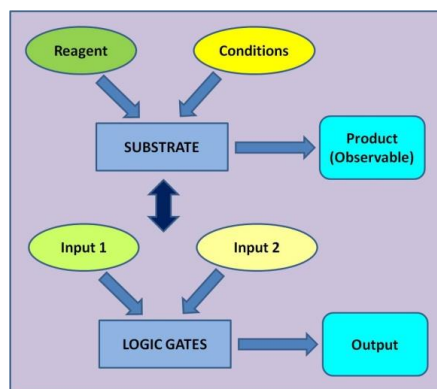 Reagent
Conditions
SUBSTRATE
Product
(Observable)
Input 1
Input 2
LOGIC GATES
Output